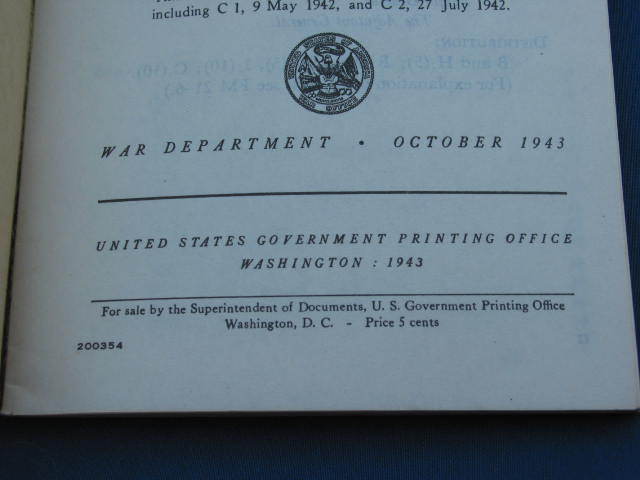 including C 1, 9 May 1942, and C 2, 27 July 1942.
WAR DEPARTMENT • OCTOBER 1943
UNITED STATES GOVERNMENT PRINTING OFFICE
WASHINGTON : 1943
For sale by the Superintendent of Documents, U. S. Government Printing Office
Washington, D. C. - Price 5 cents
200354